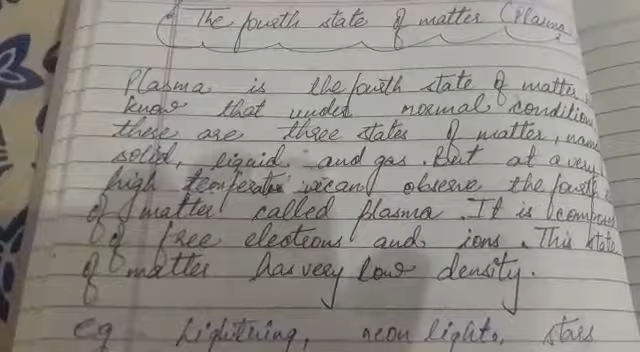 The fourth state of matter (Plasma
Plasma is the fourth state of matter
know that under normal condition
there are three states of matter, name
solid, liquid and gas. But at a very
high temperatre we can observe the fourth
of matter called plasma. It is compose
of free electrons and ions. This state
of matter has very low density.
eg Lightning, neon lights, stars